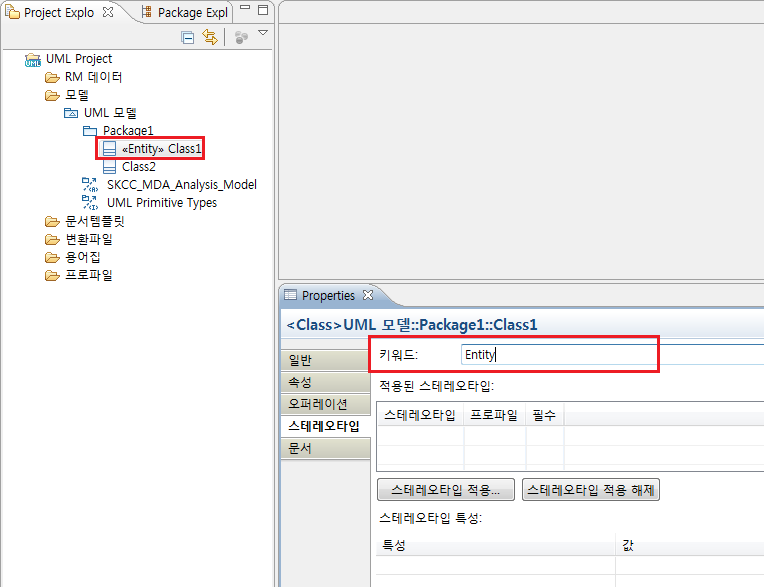 Project Explo
Package Expl
UML Project
RM 데이터
모델
UML 모델
Package1
«Entity» Class1
Class2
SKCC_MDA_Analysis_Model
UML Primitive Types
문서템플릿
변환파일
용어집
프로파일
Properties
<Class>UML 모델::Package1::Class1
일반
속성
오퍼레이션
스테레오타입
문서
키워드: Entity
적용된 스테레오타입:
스테레오타입 프로파일 필수
스테레오타입 적용... 스테레오타입 적용 해제
스테레오타입 특성:
특성 값